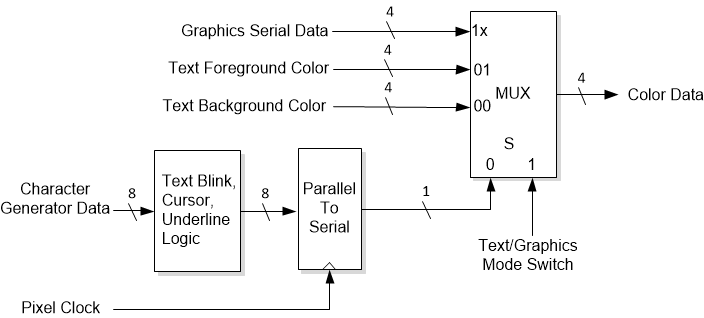 Graphics Serial Data
4
1x
Text Foreground Color
4
01
Text Background Color
4
00
MUX
4
Color Data
S
0 1
Character
Generator Data
8
Text Blink,
Cursor,
Underline
Logic
8
Parallel
To
Serial
1
Text/Graphics
Mode Switch
Pixel Clock